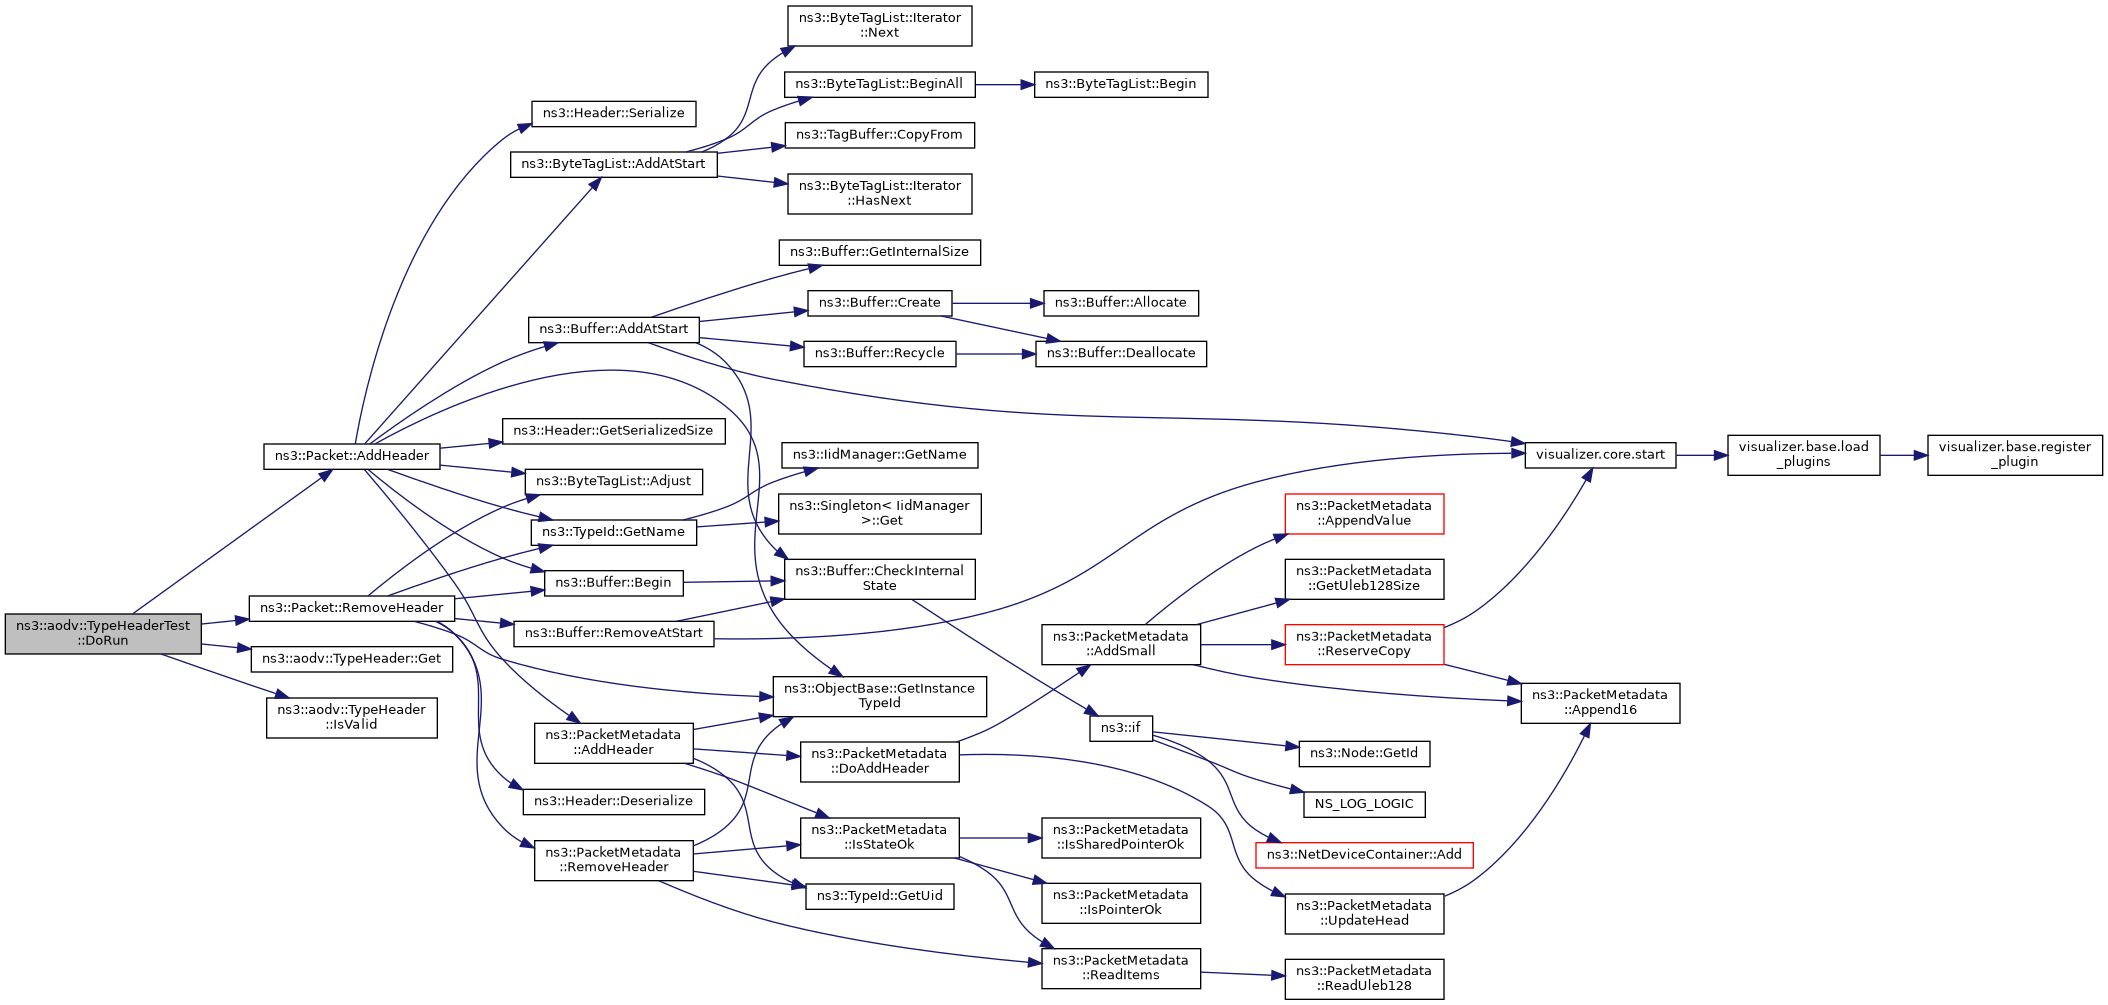 ns3::ByteTagList::Iterator
::Next
ns3::ByteTagList::BeginAll
ns3::ByteTagList::Begin
ns3::Header::Serialize
ns3::TagBuffer::CopyFrom
ns3::ByteTagList::AddAtStart
ns3::ByteTagList::Iterator
::HasNext
ns3::Buffer::GetInternalSize
ns3::Buffer::Create
ns3::Buffer::Allocate
ns3::Buffer::AddAtStart
ns3::Buffer::Recycle
ns3::Buffer::Deallocate
ns3::Header::GetSerializedSize
ns3::Packet::AddHeader
ns3::IidManager::GetName
visualizer.core.start
visualizer.base.load
_plugins
visualizer.base.register
_plugin
ns3::ByteTagList::Adjust
ns3::Singleton< IidManager
>::Get
ns3::PacketMetadata
::AppendValue
ns3::TypeId::GetName
ns3::Buffer::Begin
ns3::Buffer::CheckInternal
State
ns3::PacketMetadata
::GetUleb128Size
ns3::Packet::RemoveHeader
ns3::aodv::TypeHeaderTest
::DoRun
ns3::Buffer::RemoveAtStart
ns3::PacketMetadata
::AddSmall
ns3::PacketMetadata
::ReserveCopy
ns3::aodv::TypeHeader::Get
ns3::ObjectBase::GetInstance
TypeId
ns3::PacketMetadata
::Append16
ns3::aodv::TypeHeader
::IsValid
ns3::PacketMetadata
::AddHeader
ns3::if
ns3::Node::GetId
ns3::PacketMetadata
::DoAddHeader
ns3::Header::Deserialize
NS_LOG_LOGIC
ns3::PacketMetadata
::IsStateOk
ns3::PacketMetadata
::IsSharedPointerOk
ns3::PacketMetadata
::RemoveHeader
ns3::NetDeviceContainer::Add
ns3::TypeId::GetUid
ns3::PacketMetadata
::IsPointerOk
ns3::PacketMetadata
::UpdateHead
ns3::PacketMetadata
::ReadItems
ns3::PacketMetadata
::ReadUleb128